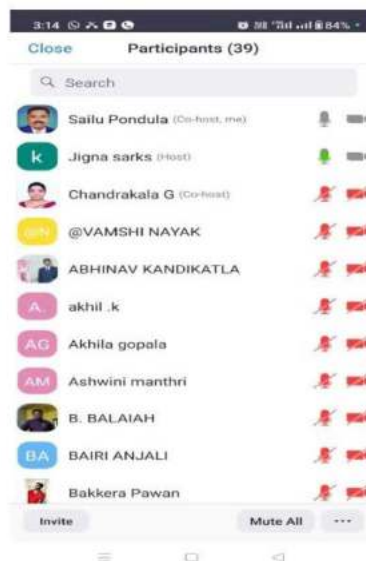 3:14 84%
Close Participants (39)
Search
Sailu Pondula (Co-host, me)
k Jigna sarks (Host)
Chandrakala G (Co-host)
@N @VAMSHI NAYAK
ABHINAV KANDIKATLA
A. akhil .k
AG Akhila gopala
AM Ashwini manthri
B. BALAIAH
BA BAIRI ANJALI
Bakkera Pawan
Invite Mute All ...